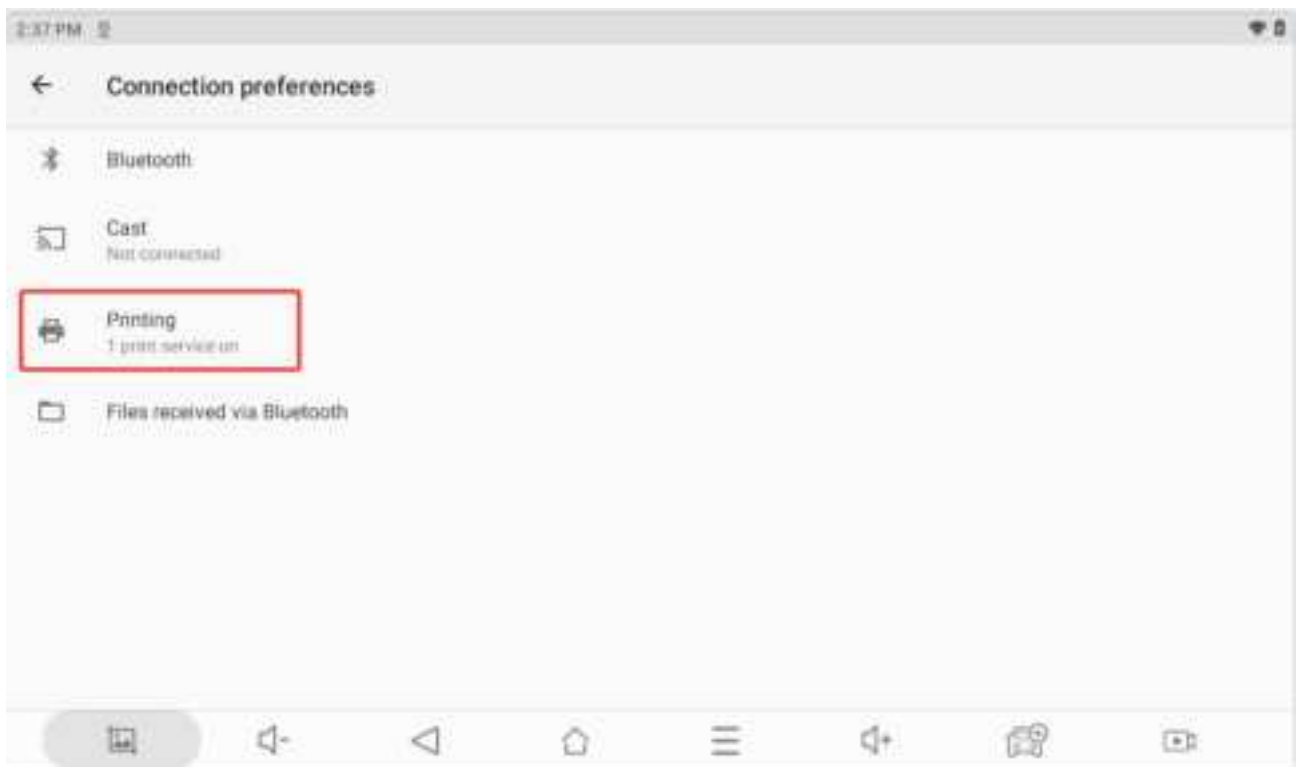 2:37 PM
Connection preferences
Bluetooth
Cast
Not connected
Printing
1 print service on
Files received via Bluetooth